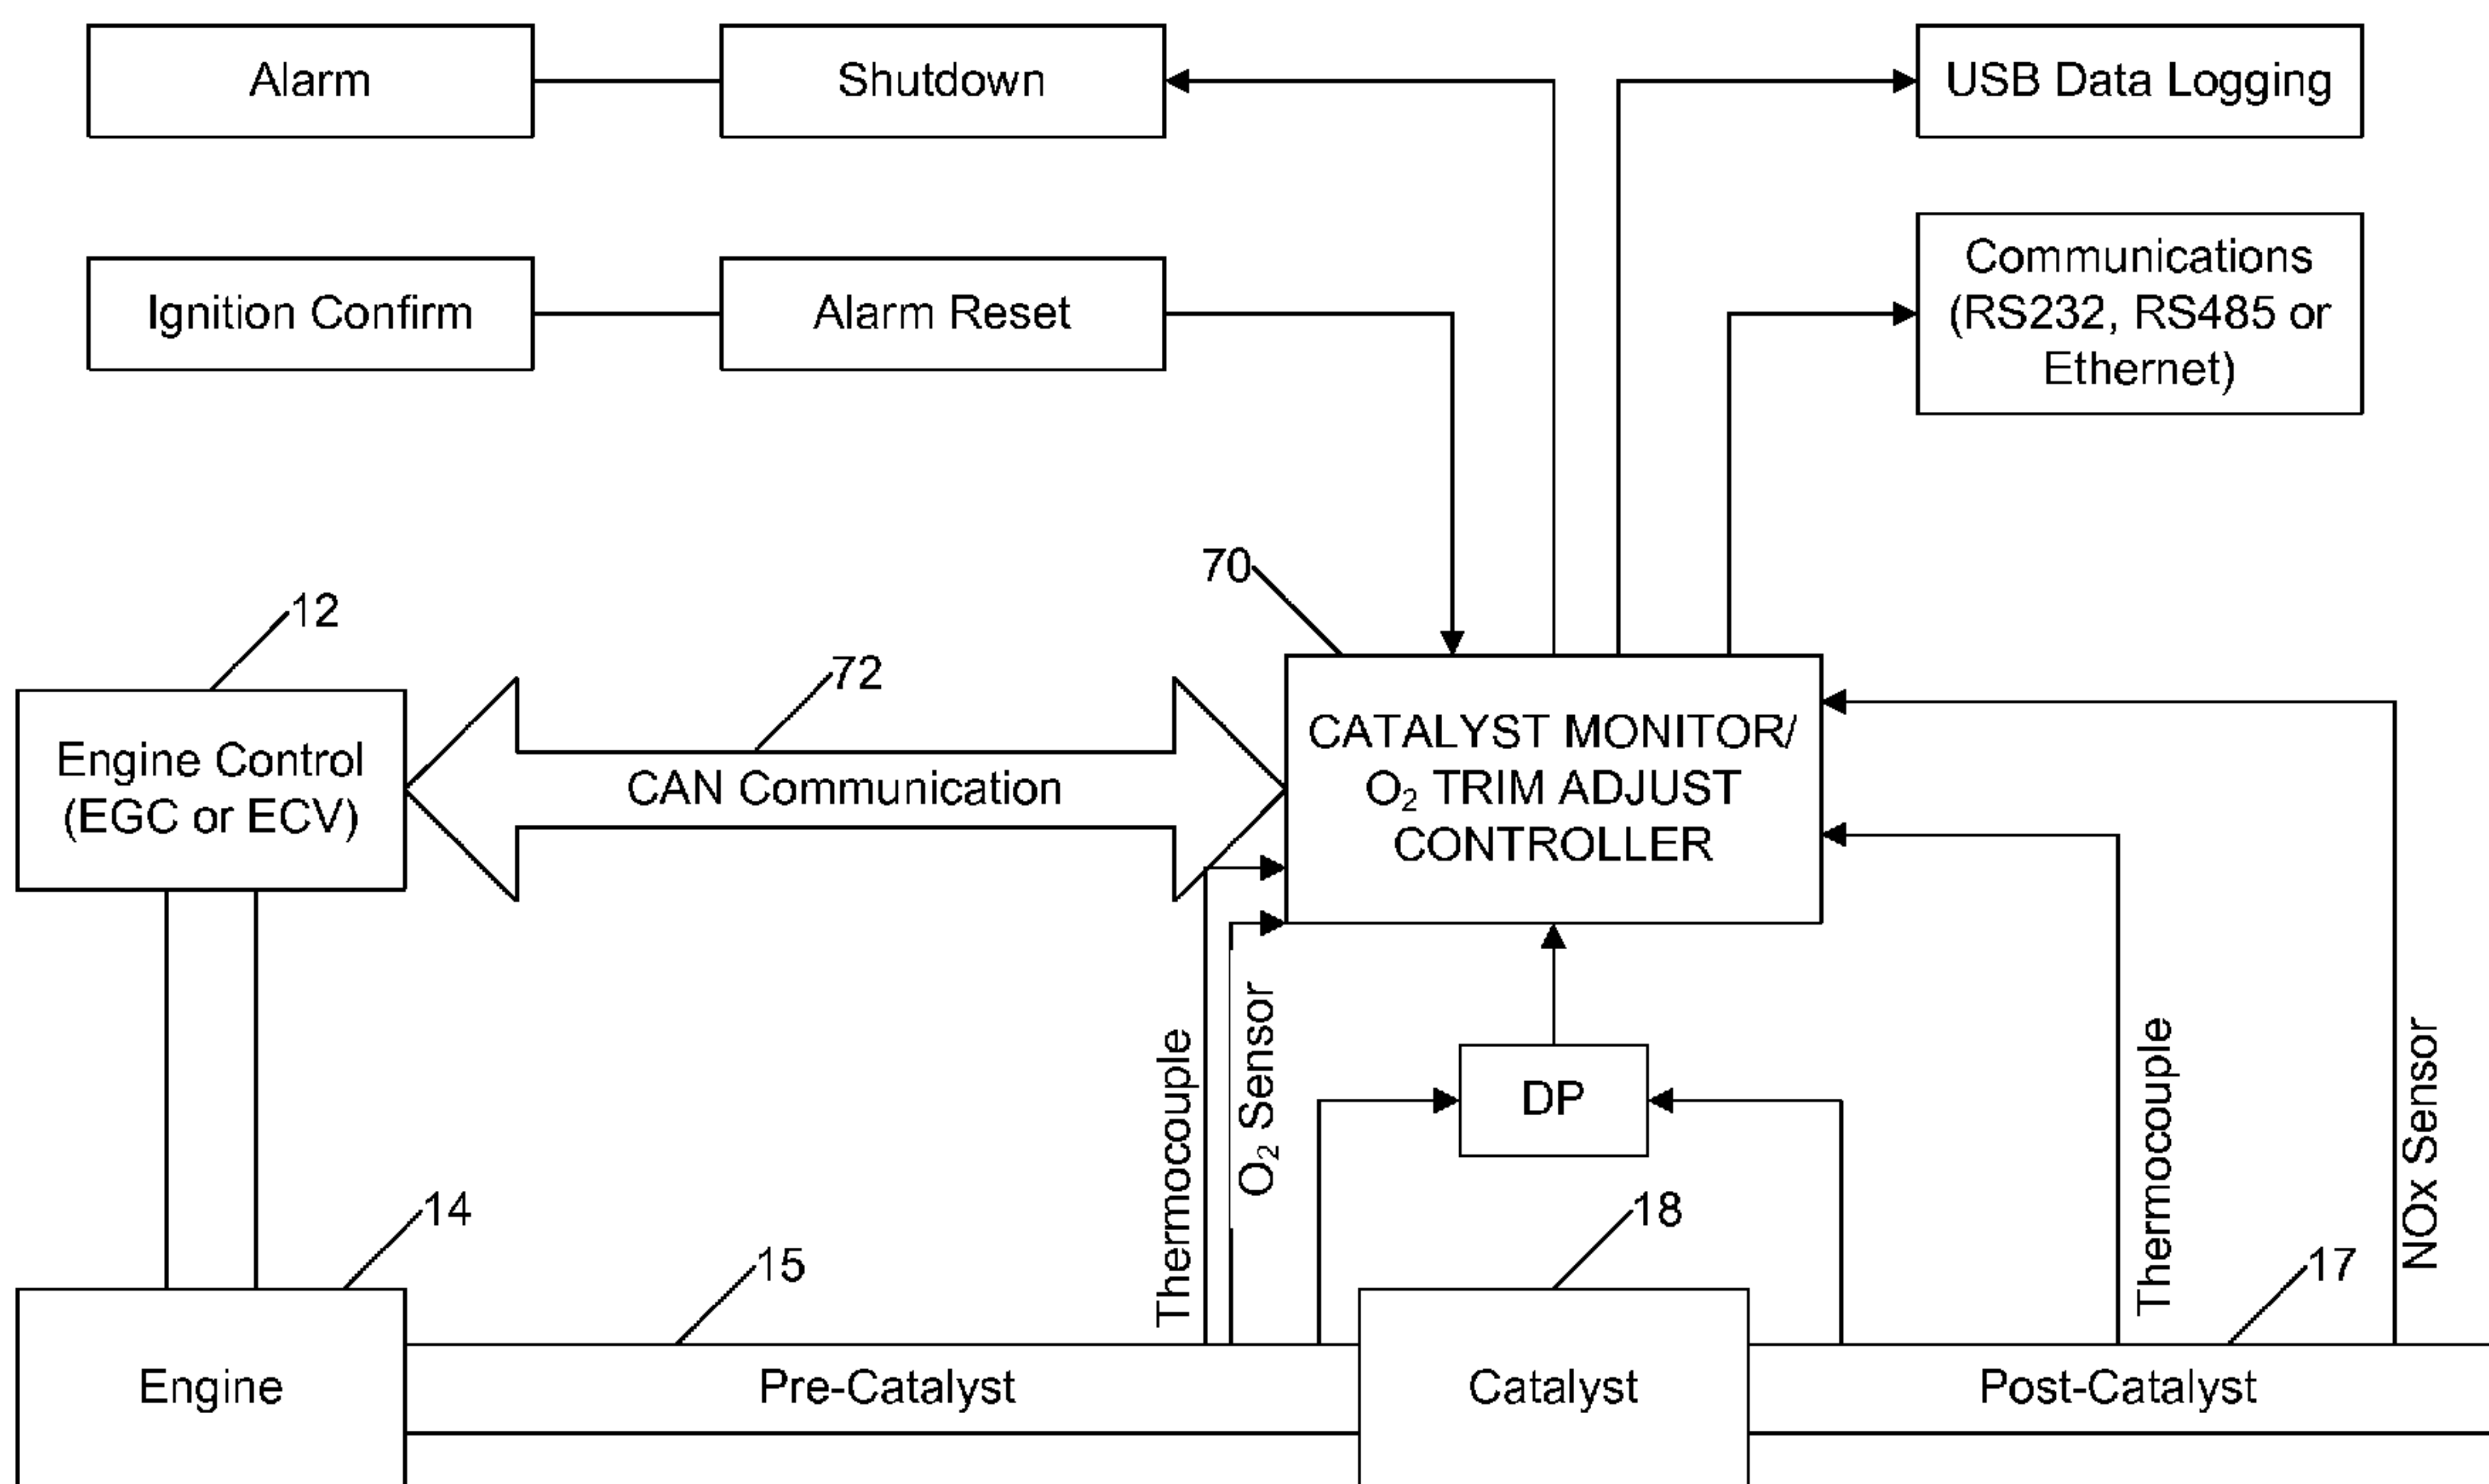 Alarm
Shutdown
USB Data Logging
Ignition Confirm
Alarm Reset
Communications
(RS232, RS485 or
Ethernet)
70
12
72
Engine Control
(EGC or ECV)
CAN Communication
CATALYST MONITOR/
O₂ TRIM ADJUST
CONTROLLER
Thermocouple
O₂ Sensor
DP
Thermocouple
NOx Sensor
14
15
18
17
Engine
Pre-Catalyst
Catalyst
Post-Catalyst